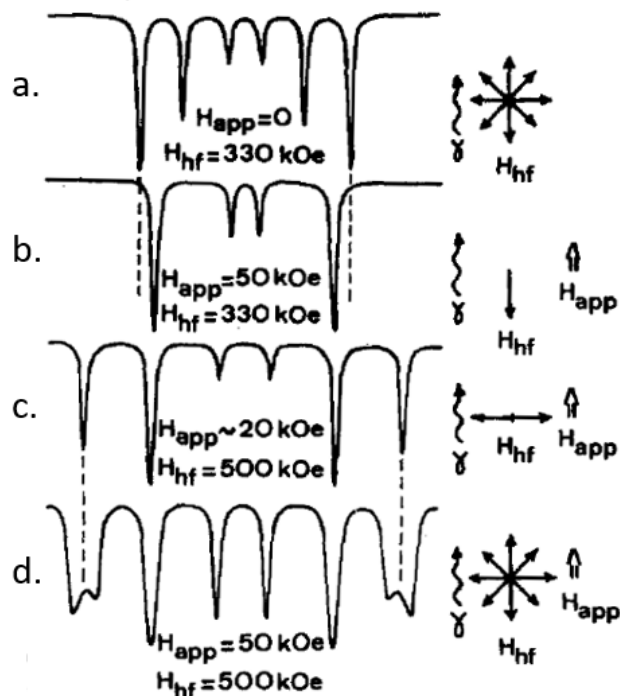 a.
H_app=0
H_hf=330 kOe
γ
H_hf
b.
H_app=50 kOe
H_hf=330 kOe
γ
H_hf
H_app
c.
H_app~20 kOe
H_hf=500 kOe
γ
H_hf
H_app
d.
H_app=50 kOe
H_hf=500 kOe
γ
H_hf
H_app